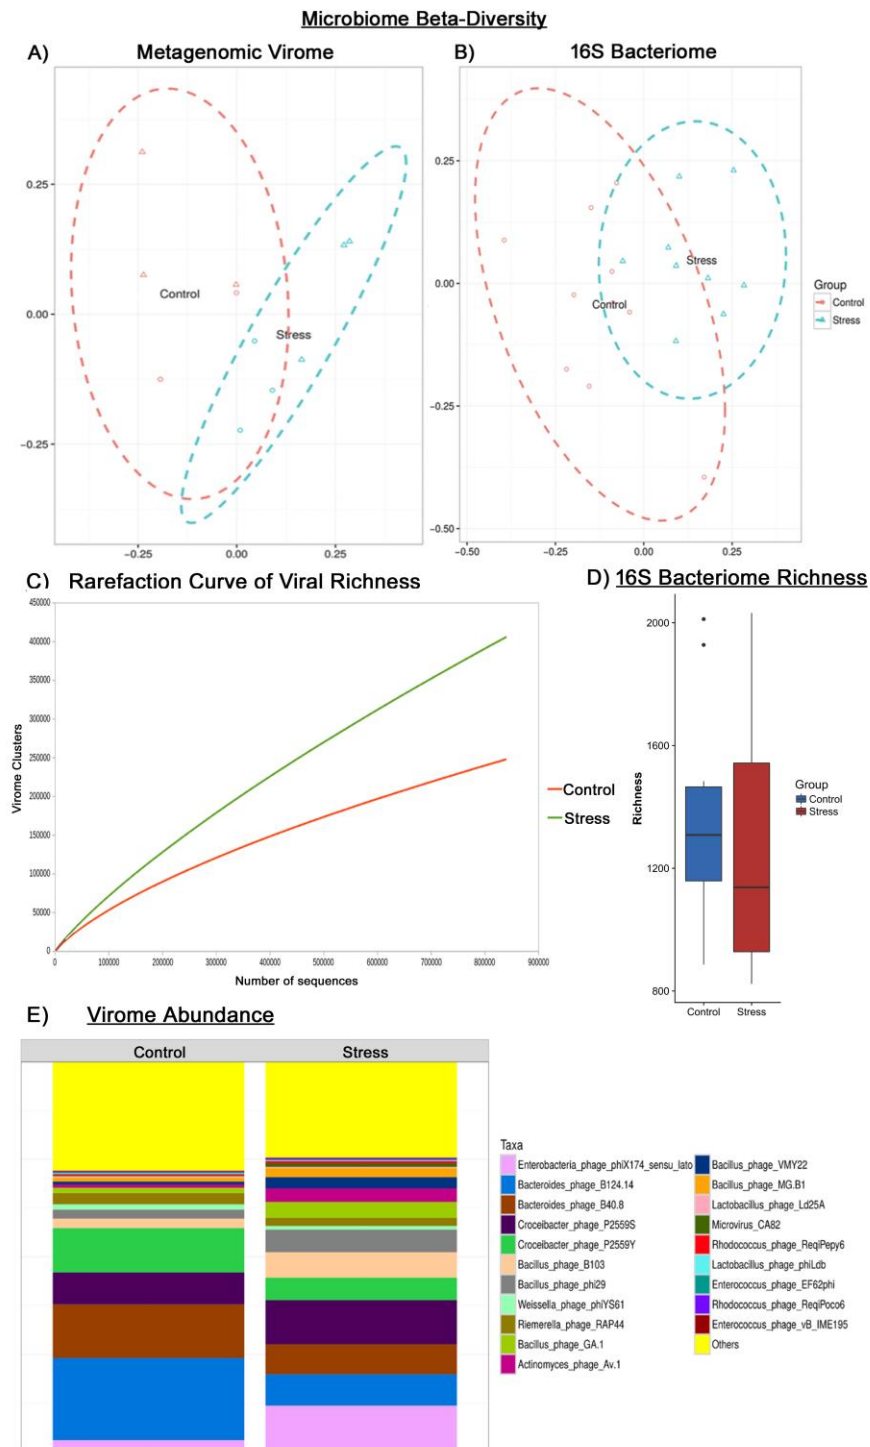 Microbiome Beta-Diversity
A) Metagenomic Virome
B) 16S Bacteriome
0.25
0.00
−0.25
Control
Stress
−0.25 0.00 0.25
0.25
0.00
−0.25
−0.50
Stress
Control
−0.50 −0.25 0.00 0.25
Group
Control
Stress
C) Rarefaction Curve of Viral Richness
450000
400000
350000
300000
250000
200000
150000
100000
50000
0
Virome Clusters
0 100000 200000 300000 400000 500000 600000 700000 800000 900000
Number of sequences
Control
Stress
D) 16S Bacteriome Richness
2000
1600
1200
800
Richness
Control Stress
Group
Control
Stress
E) Virome Abundance
Control Stress
Taxa
Enterobacteria_phage_phiX174_sensu_lato
Bacteroides_phage_B124.14
Bacteroides_phage_B40.8
Croceibacter_phage_P2559S
Croceibacter_phage_P2559Y
Bacillus_phage_B103
Bacillus_phage_phi29
Weissella_phage_phiYS61
Riemerella_phage_RAP44
Bacillus_phage_GA.1
Actinomyces_phage_Av.1
Bacillus_phage_VMY22
Bacillus_phage_MG.B1
Lactobacillus_phage_Ld25A
Microvirus_CA82
Rhodococcus_phage_ReqiPepy6
Lactobacillus_phage_phiLdb
Enterococcus_phage_EF62phi
Rhodococcus_phage_ReqiPoco6
Enterococcus_phage_vB_IME195
Others